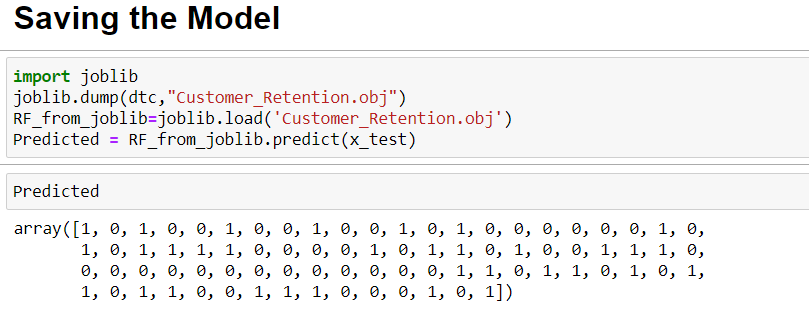 Saving the Model
import joblib
joblib.dump(dtc,"Customer_Retention.obj")
RF_from_joblib=joblib.load('Customer_Retention.obj')
Predicted = RF_from_joblib.predict(x_test)
Predicted
array([1, 0, 1, 0, 0, 1, 0, 0, 1, 0, 0, 1, 0, 1, 0, 0, 0, 0, 0, 0, 1, 0,
1, 0, 1, 1, 1, 1, 0, 0, 0, 0, 1, 0, 1, 1, 0, 1, 0, 0, 1, 1, 1, 0,
0, 0, 0, 0, 0, 0, 0, 0, 0, 0, 0, 0, 0, 1, 1, 0, 1, 1, 0, 1, 0, 1,
1, 0, 1, 1, 0, 0, 1, 1, 1, 0, 0, 0, 1, 0, 1])